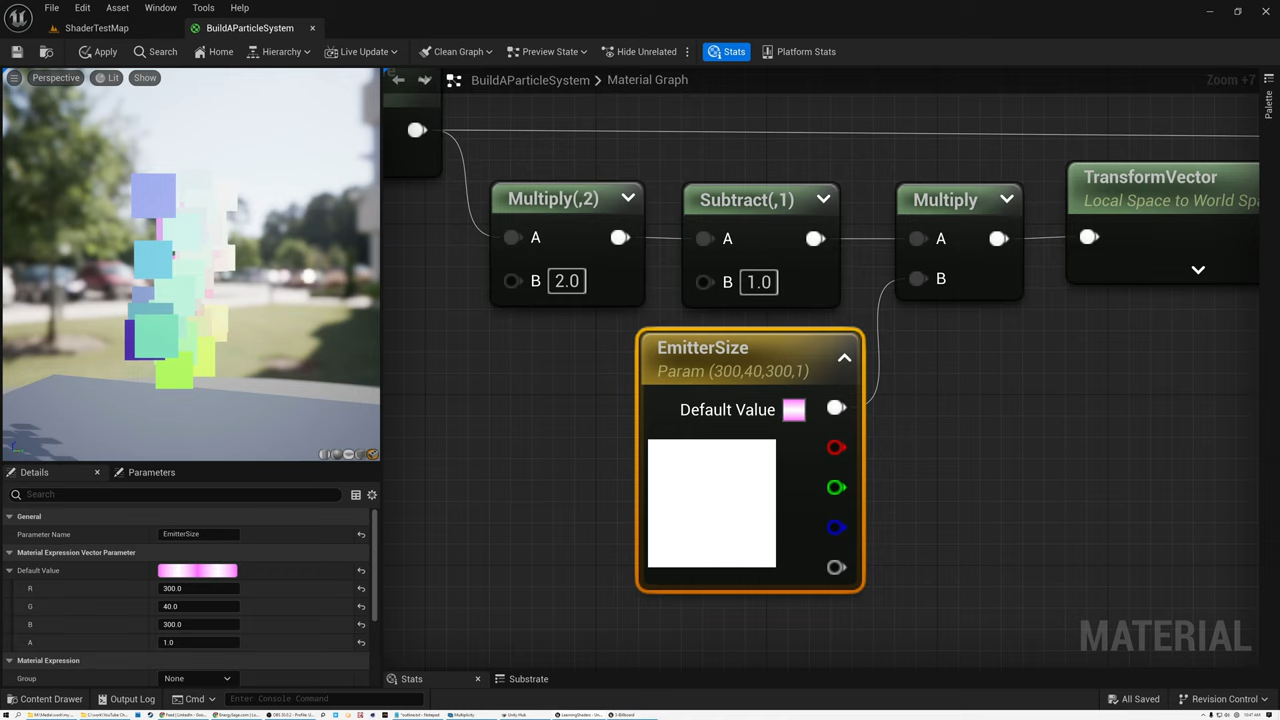 File Edit Asset Window Tools Help
ShaderTestMap
BuildAParticleSystem
Apply
Search
Home
Hierarchy
Live Update
Clean Graph
Preview State
Hide Unrelated
Stats
Platform Stats
Perspective
Lit
Show
BuildAParticleSystem > Material Graph
Zoom +7
Palette
Multiply(,2)
A
B 2.0
Subtract(,1)
A
B 1.0
Multiply
A
B
TransformVector
Local Space to World Spa
EmitterSize
Param (300,40,300,1)
Default Value
MATERIAL
Details
Parameters
Search
General
Parameter Name EmitterSize
Material Expression Vector Parameter
Default Value
R 300.0
G 40.0
B 300.0
A 1.0
Material Expression
Group None
Stats
Substrate
Content Drawer
Output Log
Cmd
Enter Console Command
All Saved
Revision Control
10:47 AM